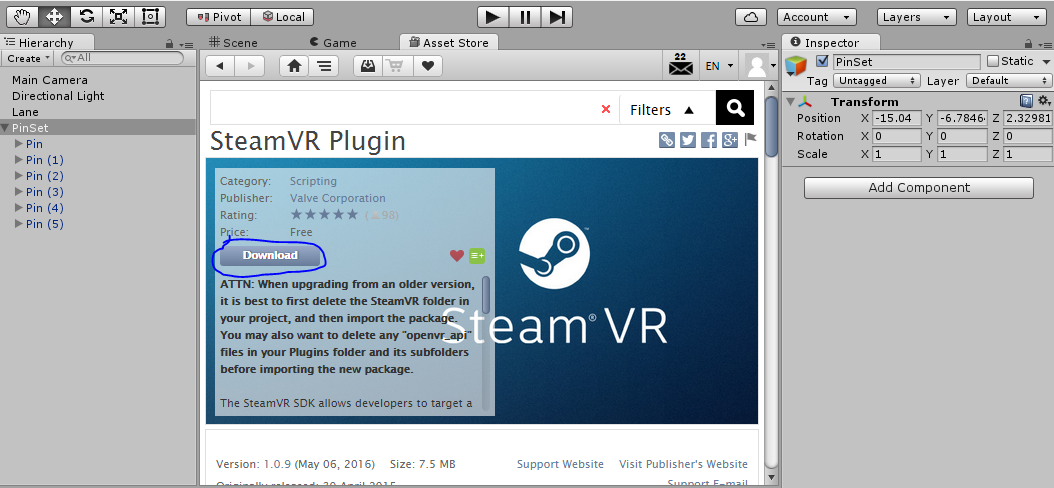 Pivot Local
Account Layers Layout
Hierarchy
Create All
Main Camera
Directional Light
Lane
PinSet
Pin
Pin (1)
Pin (2)
Pin (3)
Pin (4)
Pin (5)
Scene Game Asset Store
22
EN
× Filters
SteamVR Plugin
Category: Scripting
Publisher: Valve Corporation
Rating: ★★★★★ (98)
Price: Free
Download
ATTN: When upgrading from an older version,
it is best to first delete the SteamVR folder in
your project, and then import the package.
You may also want to delete any "openvr_api"
files in your Plugins folder and its subfolders
before importing the new package.
The SteamVR SDK allows developers to target a
Steam® VR
Version: 1.0.9 (May 06, 2016) Size: 7.5 MB Support Website Visit Publisher's Website
Originally released: 30 April 2015 Support E-mail
Inspector
PinSet Static
Tag Untagged Layer Default
Transform
Position X -15.04 Y -6.7846 Z 2.32981
Rotation X 0 Y 0 Z 0
Scale X 1 Y 1 Z 1
Add Component